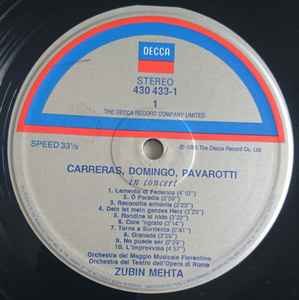 DECCA
STEREO
430 433-1
1
THE DECCA RECORD COMPANY LIMITED
SPEED 33⅓
The Decca Record Co. Ltd.
CARRERAS, DOMINGO, PAVAROTTI
in concert
1. Lamento di Federico
2. O Paradis
3. Recondita armonia
4. Dein ist mein ganzes Herz
5. Rondine al nido
6. Core 'ngrato
7. Torna a Surriento
8. Granada
9. No puede ser
10. L'improvviso
Orchestra del Maggio Musicale Fiorentino
Orchestra del Teatro dell'Opera di Roma
ZUBIN MEHTA